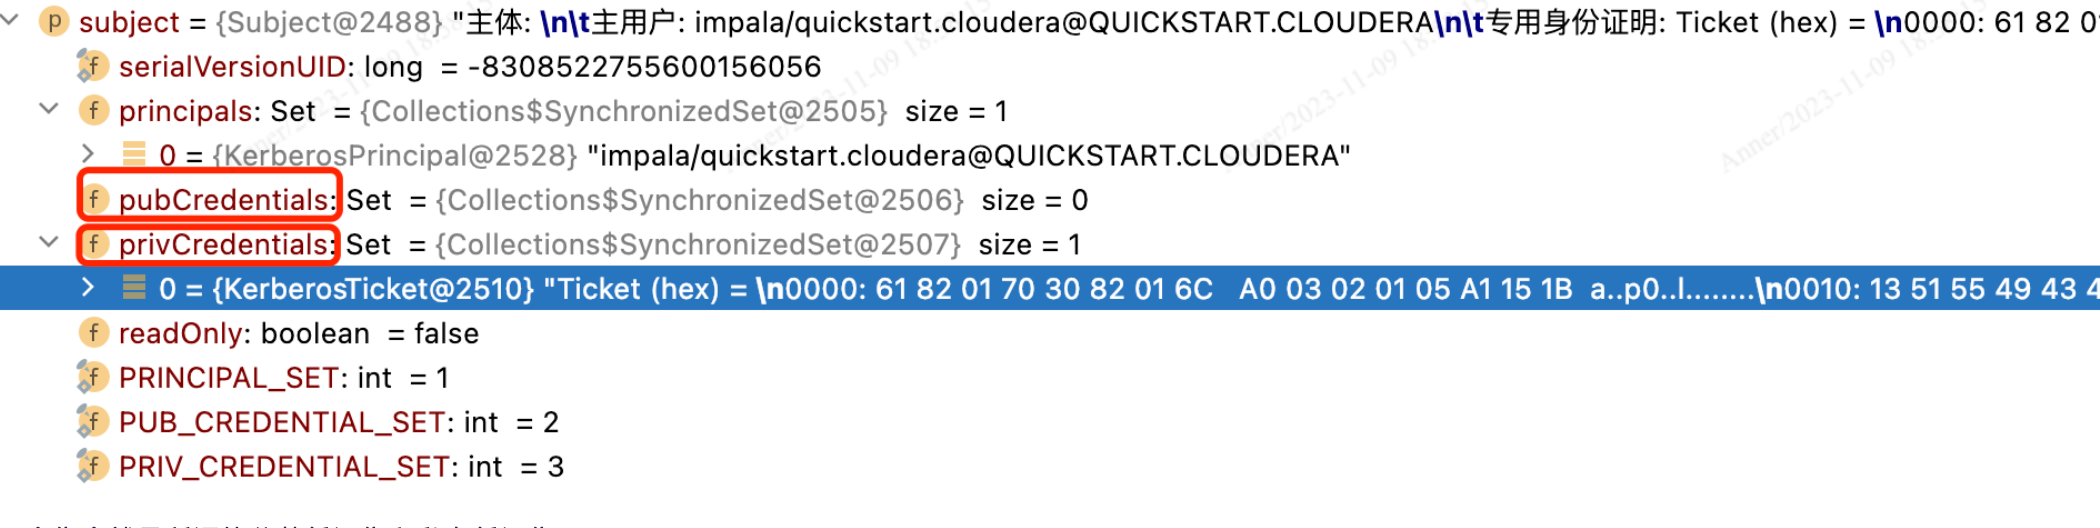 subject = {Subject@2488} "主体: \n\t主用户: impala/quickstart.cloudera@QUICKSTART.CLOUDERA\n\t专用身份证明: Ticket (hex) = \n0000: 61 82 0
serialVersionUID: long = -8308522755600156056
principals: Set = {Collections$SynchronizedSet@2505} size = 1
0 = {KerberosPrincipal@2528} "impala/quickstart.cloudera@QUICKSTART.CLOUDERA"
pubCredentials: Set = {Collections$SynchronizedSet@2506} size = 0
privCredentials: Set = {Collections$SynchronizedSet@2507} size = 1
0 = {KerberosTicket@2510} "Ticket (hex) = \n0000: 61 82 01 70 30 82 01 6C A0 03 02 01 05 A1 15 1B a..p0..l........\n0010: 13 51 55 49 43 4
readOnly: boolean = false
PRINCIPAL_SET: int = 1
PUB_CREDENTIAL_SET: int = 2
PRIV_CREDENTIAL_SET: int = 3
Anner/2023-11-09 18: